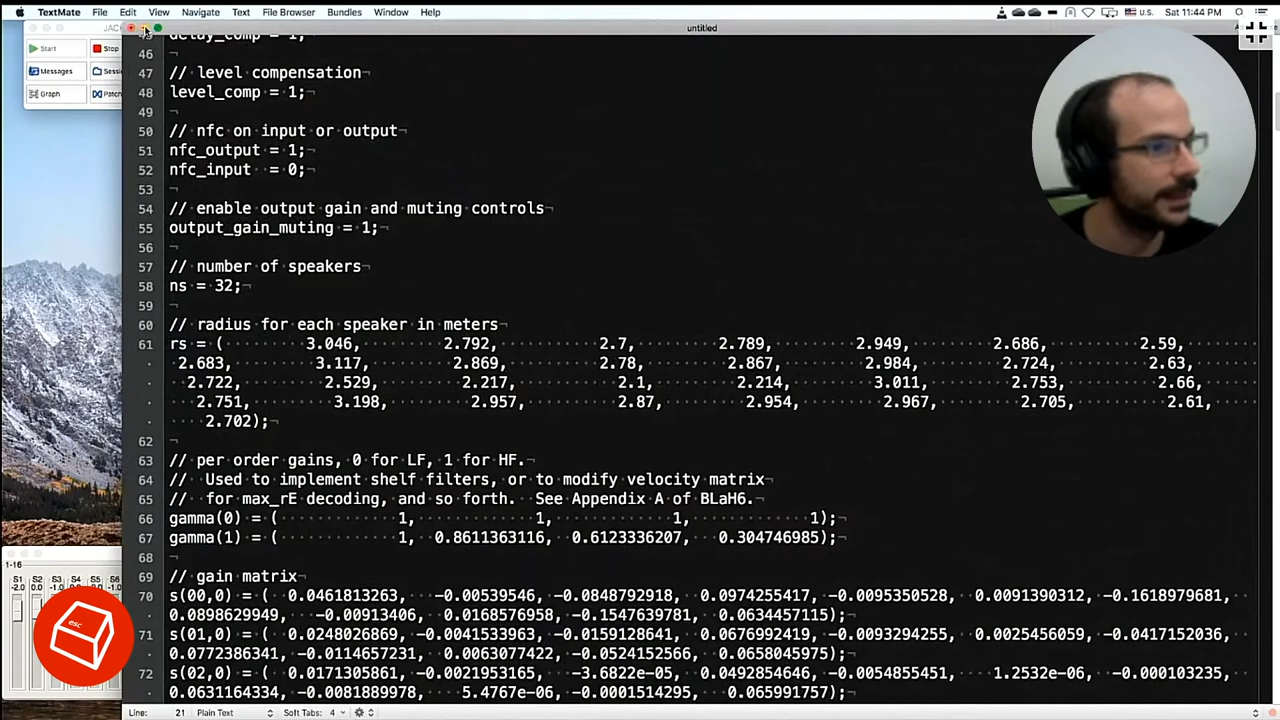 TextMate File Edit View Navigate Text File Browser Bundles Window Help U.S. Sat 11:44 PM
untitled
Start Stop
Messages
Graph
1-16
S1 S2 S3 S4 S5 S6
esc
45 delay_comp = 1;
46
47 // level compensation
48 level_comp = 1;
49
50 // nfc on input or output
51 nfc_output = 1;
52 nfc_input = 0;
53
54 // enable output gain and muting controls
55 output_gain_muting = 1;
56
57 // number of speakers
58 ns = 32;
59
60 // radius for each speaker in meters
61 rs = ( 3.046, 2.792, 2.7, 2.789, 2.949, 2.686, 2.59,
2.683, 3.117, 2.869, 2.78, 2.867, 2.984, 2.724, 2.63,
2.722, 2.529, 2.217, 2.1, 2.214, 3.011, 2.753, 2.66,
2.751, 3.198, 2.957, 2.87, 2.954, 2.967, 2.705, 2.61,
2.702);
62
63 // per order gains, 0 for LF, 1 for HF.
64 // Used to implement shelf filters, or to modify velocity matrix
65 // for max_rE decoding, and so forth. See Appendix A of BLaH6.
66 gamma(0) = ( 1, 1, 1, 1);
67 gamma(1) = ( 1, 0.8611363116, 0.6123336207, 0.304746985);
68
69 // gain matrix
70 s(00,0) = ( 0.0461813263, -0.00539546, -0.0848792918, 0.0974255417, -0.0095350528, 0.0091390312, -0.1618979681,
0.0898629949, -0.00913406, 0.0168576958, -0.1547639781, 0.0634457115);
71 s(01,0) = ( 0.0248026869, -0.0041533963, -0.0159128641, 0.0676992419, -0.0093294255, 0.0025456059, -0.0417152036,
0.0772386341, -0.0114657231, 0.0063077422, -0.0524152566, 0.0658045975);
72 s(02,0) = ( 0.0171305861, -0.0021953165, -3.6822e-05, 0.0492854646, -0.0054855451, 1.2532e-06, -0.000103235,
0.0631164334, -0.0081889978, 5.4767e-06, -0.0001514295, 0.065991757);
Line: 21 Plain Text Soft Tabs: 4